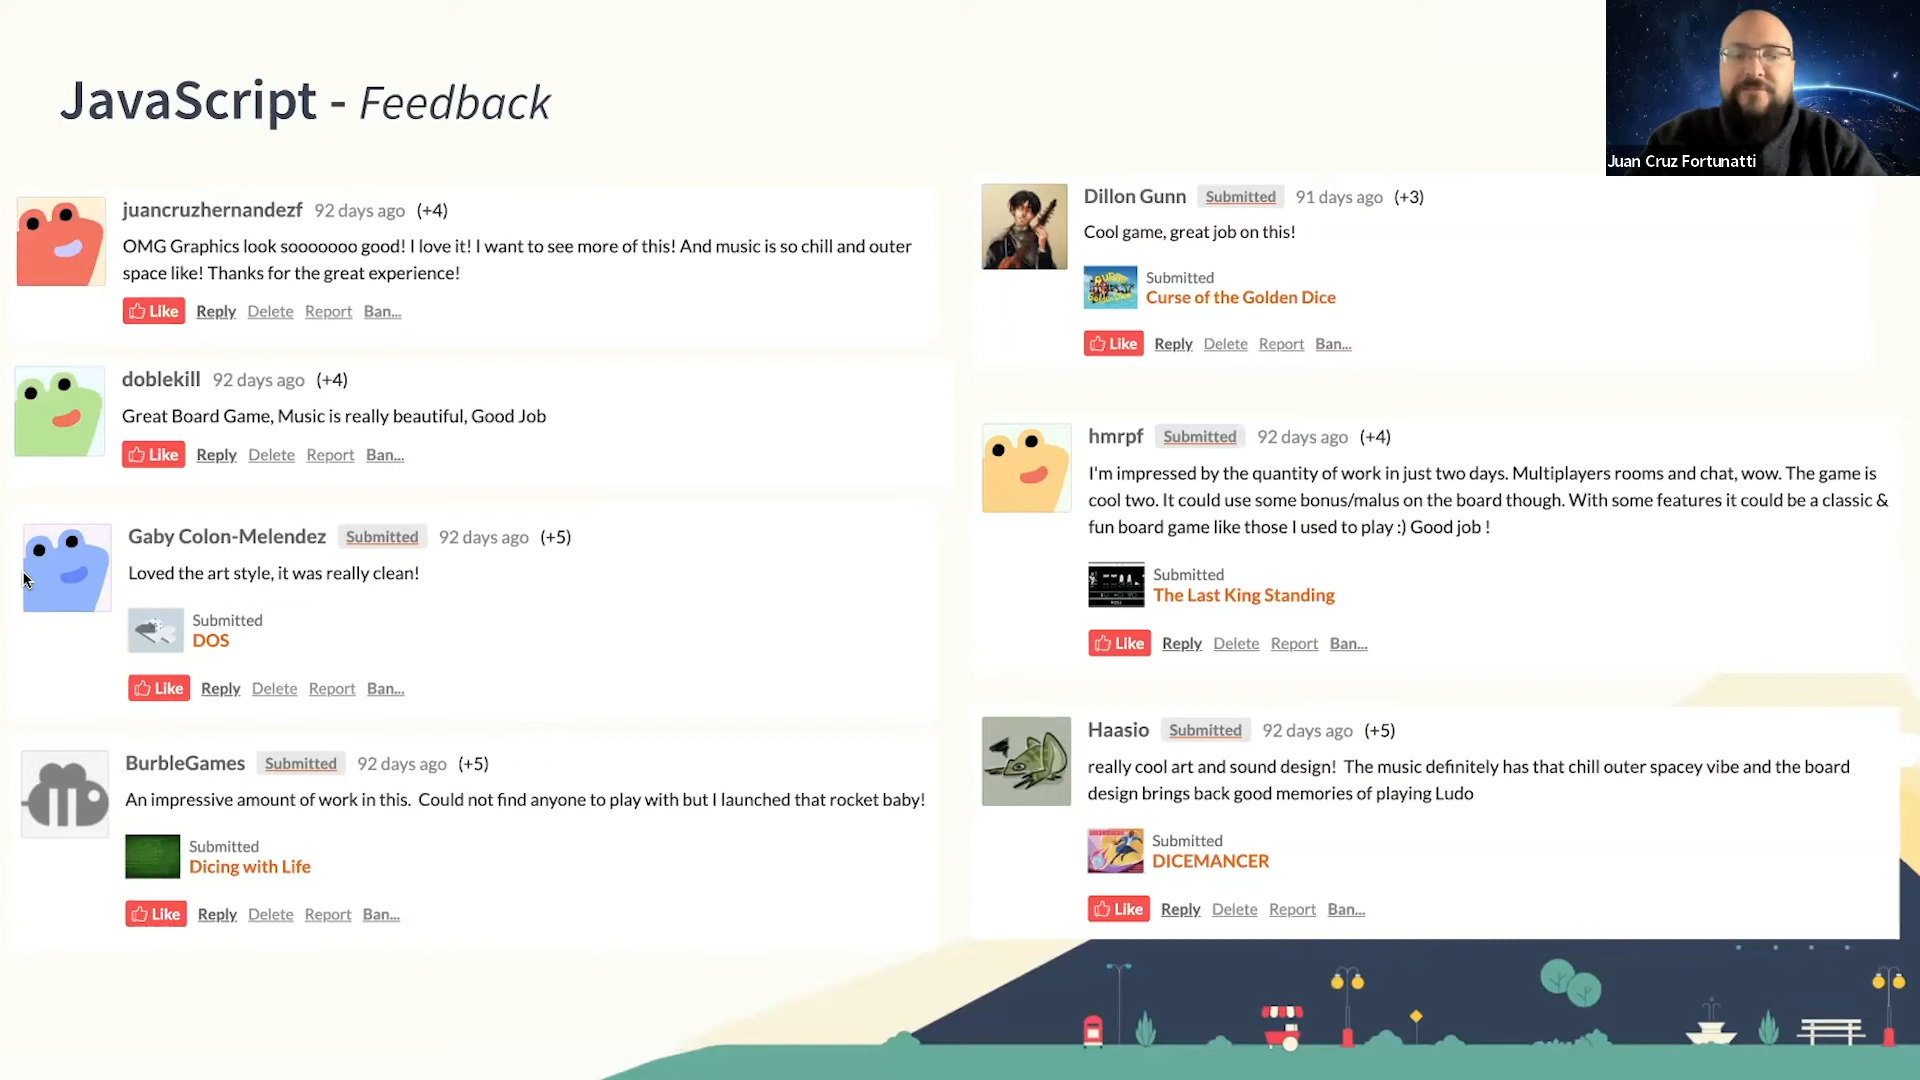 JavaScript - Feedback
Juan Cruz Fortunatti
juancruzhernandezf 92 days ago (+4)
OMG Graphics look sooooooo good! I love it! I want to see more of this! And music is so chill and outer
space like! Thanks for the great experience!
Like Reply Delete Report Ban...
doblekill 92 days ago (+4)
Great Board Game, Music is really beautiful, Good Job
Like Reply Delete Report Ban...
Gaby Colon-Melendez Submitted 92 days ago (+5)
Loved the art style, it was really clean!
Submitted
DOS
Like Reply Delete Report Ban...
BurbleGames Submitted 92 days ago (+5)
An impressive amount of work in this. Could not find anyone to play with but I launched that rocket baby!
Submitted
Dicing with Life
Like Reply Delete Report Ban...
Dillon Gunn Submitted 91 days ago (+3)
Cool game, great job on this!
Submitted
Curse of the Golden Dice
Like Reply Delete Report Ban...
hmrpf Submitted 92 days ago (+4)
I'm impressed by the quantity of work in just two days. Multiplayers rooms and chat, wow. The game is
cool two. It could use some bonus/malus on the board though. With some features it could be a classic &
fun board game like those I used to play :) Good job !
Submitted
The Last King Standing
Like Reply Delete Report Ban...
Haasio Submitted 92 days ago (+5)
really cool art and sound design! The music definitely has that chill outer spacey vibe and the board
design brings back good memories of playing Ludo
Submitted
DICEMANCER
Like Reply Delete Report Ban...